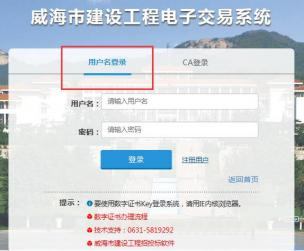 威海市建设工程电子交易系统
用户名登录 CA登录
用户名： 请输入用户名
密码： 请输入密码
登录 注册用户
返回首页
提示： 要使用数字证书Key登录系统，请用IE内核浏览器。
数字证书办理流程
技术支持：0631-5819292
威海市建设工程招投标软件